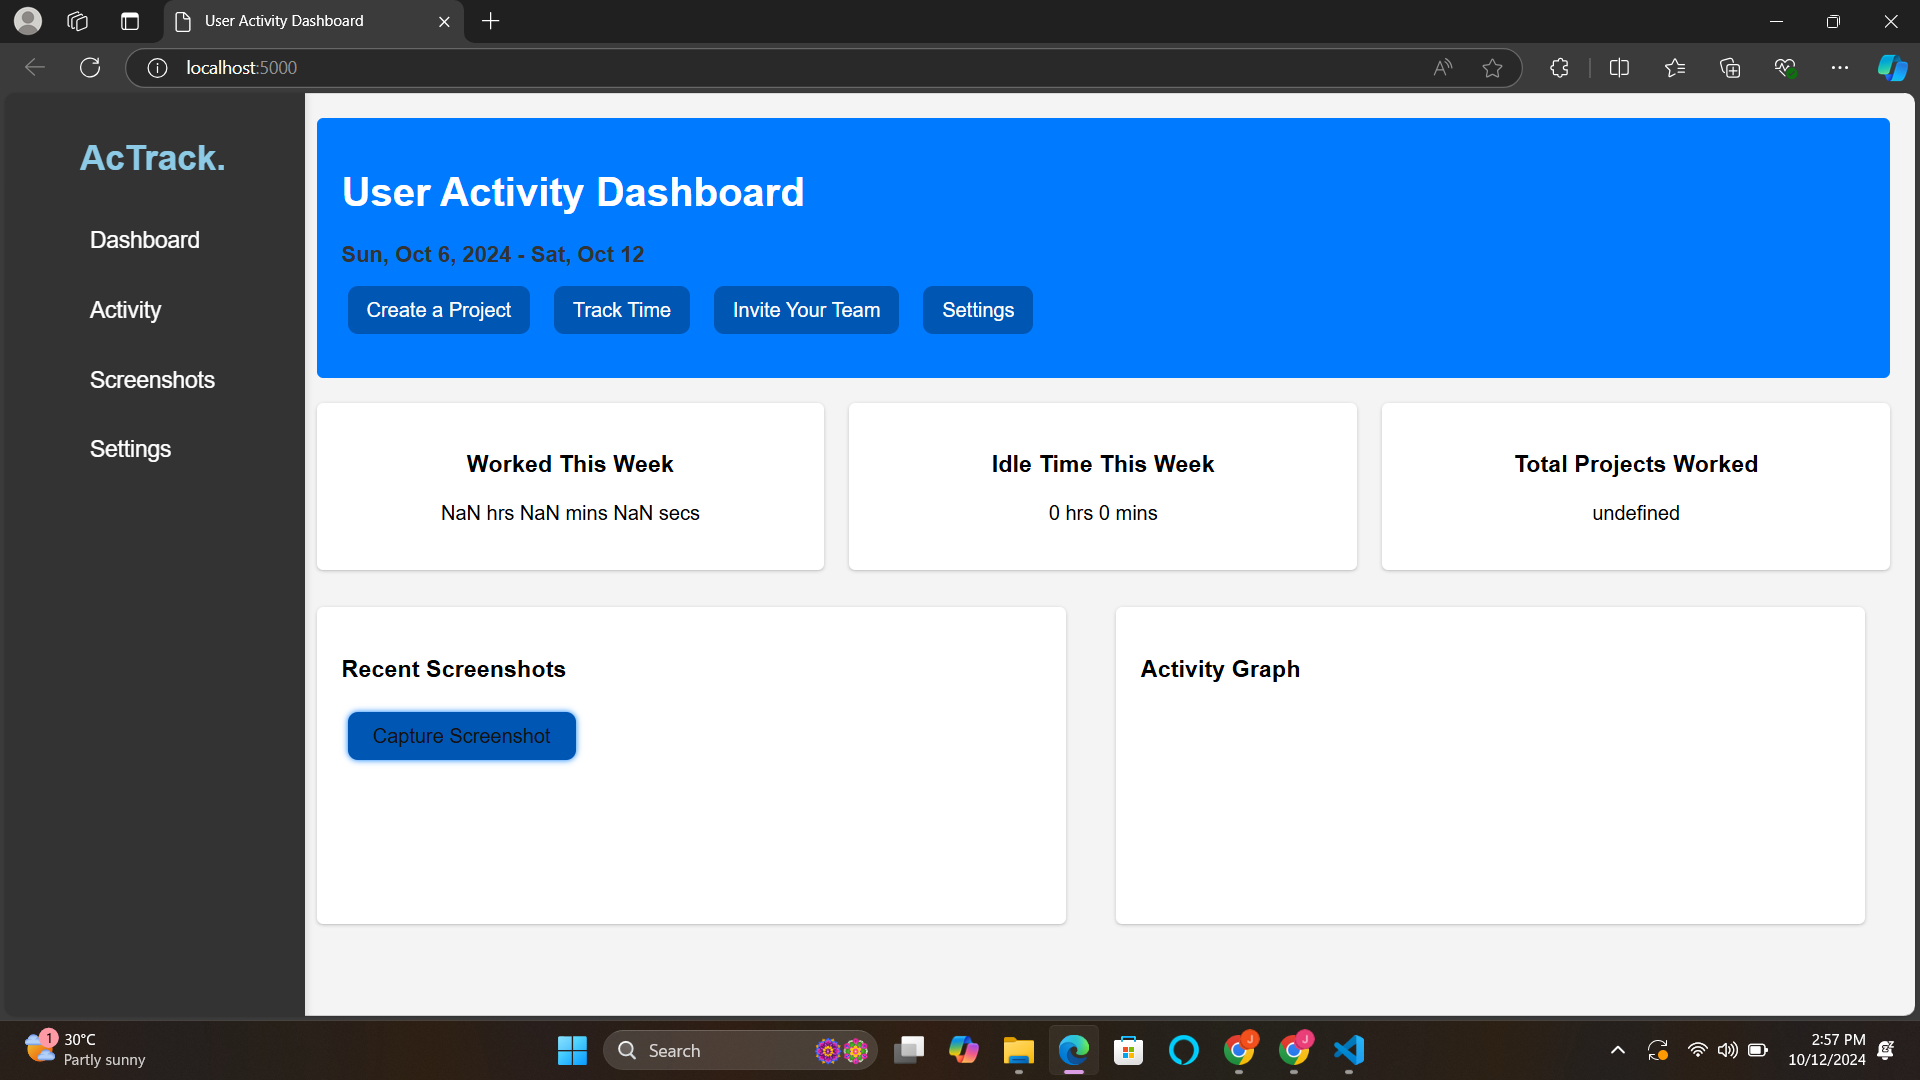 User Activity Dashboard
localhost:5000
AcTrack.
Dashboard
Activity
Screenshots
Settings
User Activity Dashboard
Sun, Oct 6, 2024 - Sat, Oct 12
Create a Project
Track Time
Invite Your Team
Settings
Worked This Week
NaN hrs NaN mins NaN secs
Idle Time This Week
0 hrs 0 mins
Total Projects Worked
undefined
Recent Screenshots
Capture Screenshot
Activity Graph
1
30°C
Partly sunny
Search
J
J
2:57 PM
10/12/2024